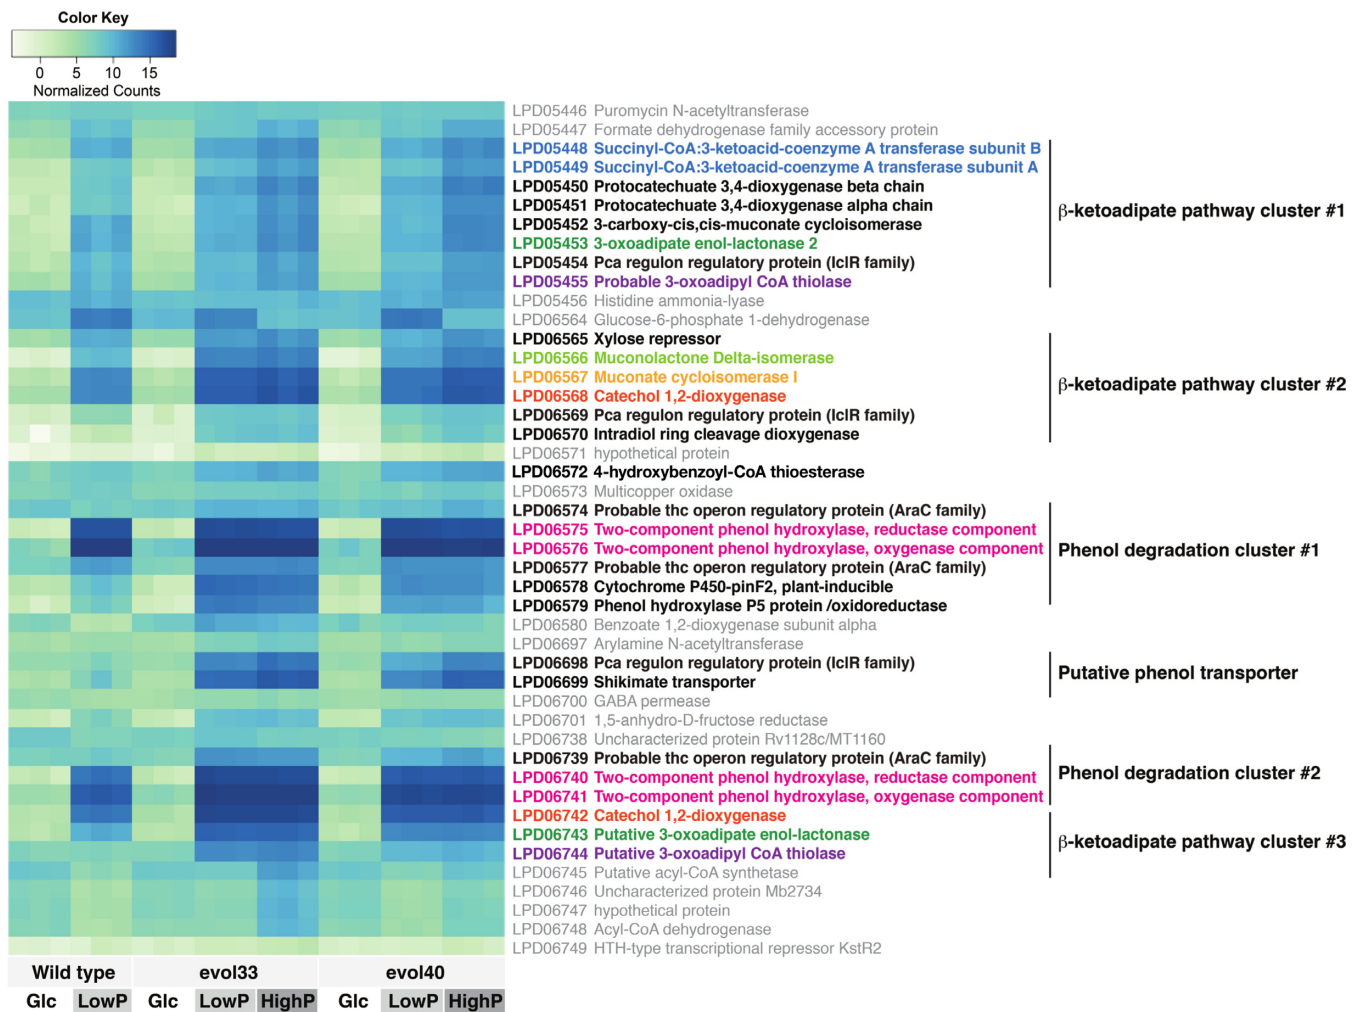 Color Key
0 5 10 15
Normalized Counts
LPD05446 Puromycin N-acetyltransferase
LPD05447 Formate dehydrogenase family accessory protein
LPD05448 Succinyl-CoA:3-ketoacid-coenzyme A transferase subunit B
LPD05449 Succinyl-CoA:3-ketoacid-coenzyme A transferase subunit A
LPD05450 Protocatechuate 3,4-dioxygenase beta chain
LPD05451 Protocatechuate 3,4-dioxygenase alpha chain
LPD05452 3-carboxy-cis,cis-muconate cycloisomerase
LPD05453 3-oxoadipate enol-lactonase 2
LPD05454 Pca regulon regulatory protein (IclR family)
LPD05455 Probable 3-oxoadipyl CoA thiolase
β-ketoadipate pathway cluster #1
LPD05456 Histidine ammonia-lyase
LPD06564 Glucose-6-phosphate 1-dehydrogenase
LPD06565 Xylose repressor
LPD06566 Muconolactone Delta-isomerase
LPD06567 Muconate cycloisomerase I
LPD06568 Catechol 1,2-dioxygenase
LPD06569 Pca regulon regulatory protein (IclR family)
LPD06570 Intradiol ring cleavage dioxygenase
β-ketoadipate pathway cluster #2
LPD06571 hypothetical protein
LPD06572 4-hydroxybenzoyl-CoA thioesterase
LPD06573 Multicopper oxidase
LPD06574 Probable thc operon regulatory protein (AraC family)
LPD06575 Two-component phenol hydroxylase, reductase component
LPD06576 Two-component phenol hydroxylase, oxygenase component
LPD06577 Probable thc operon regulatory protein (AraC family)
LPD06578 Cytochrome P450-pinF2, plant-inducible
LPD06579 Phenol hydroxylase P5 protein /oxidoreductase
Phenol degradation cluster #1
LPD06580 Benzoate 1,2-dioxygenase subunit alpha
LPD06697 Arylamine N-acetyltransferase
LPD06698 Pca regulon regulatory protein (IclR family)
LPD06699 Shikimate transporter
Putative phenol transporter
LPD06700 GABA permease
LPD06701 1,5-anhydro-D-fructose reductase
LPD06738 Uncharacterized protein Rv1128c/MT1160
LPD06739 Probable thc operon regulatory protein (AraC family)
LPD06740 Two-component phenol hydroxylase, reductase component
LPD06741 Two-component phenol hydroxylase, oxygenase component
Phenol degradation cluster #2
LPD06742 Catechol 1,2-dioxygenase
LPD06743 Putative 3-oxoadipate enol-lactonase
LPD06744 Putative 3-oxoadipyl CoA thiolase
β-ketoadipate pathway cluster #3
LPD06745 Putative acyl-CoA synthetase
LPD06746 Uncharacterized protein Mb2734
LPD06747 hypothetical protein
LPD06748 Acyl-CoA dehydrogenase
LPD06749 HTH-type transcriptional repressor KstR2
Wild type evol33 evol40
Glc LowP Glc LowP HighP Glc LowP HighP